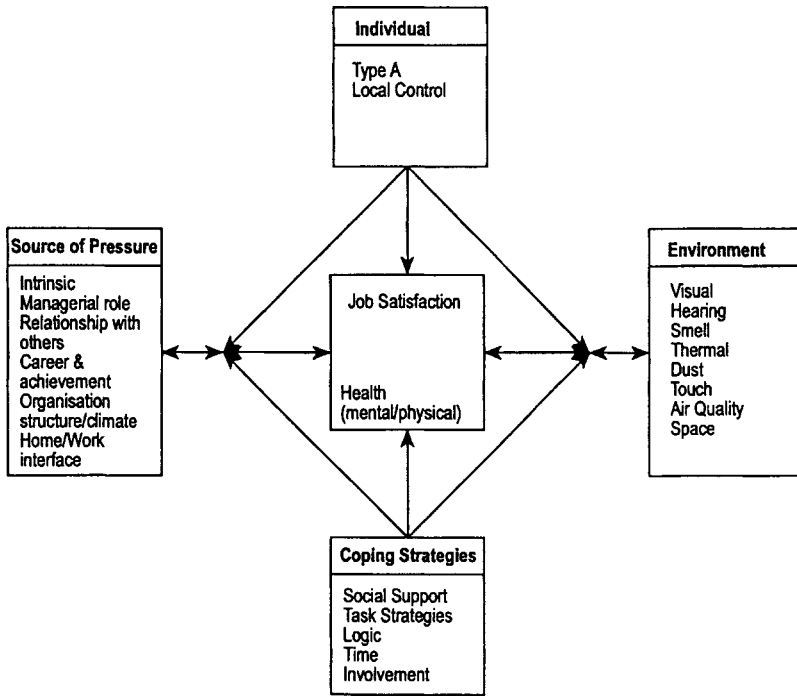 Individual
Type A
Local Control
Source of Pressure
Intrinsic
Managerial role
Relationship with
others
Career &
achievement
Organisation
structure/climate
Home/Work
interface
Job Satisfaction
Health
(mental/physical)
Environment
Visual
Hearing
Smell
Thermal
Dust
Touch
Air Quality
Space
Coping Strategies
Social Support
Task Strategies
Logic
Time
Involvement